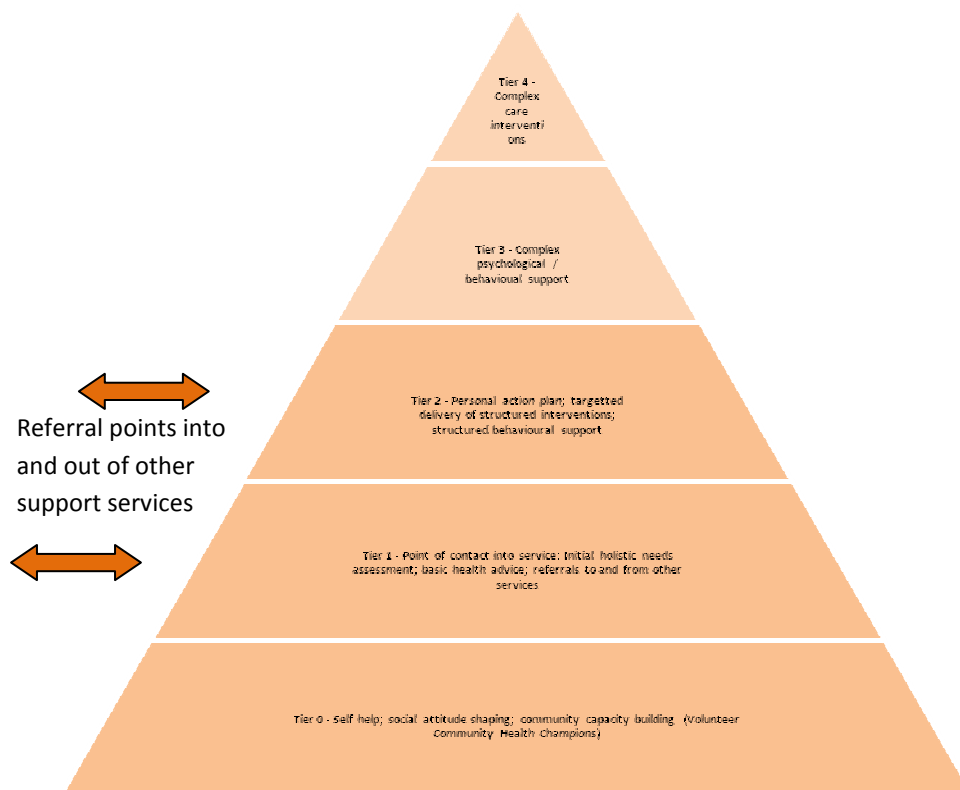 Tier 4 -
Complex
care
interventi
ons
Tier 3 - Complex
psychological /
behavioual support
Tier 2 - Personal action plan; targetted
delivery of structured interventions;
structured behavioural support
Referral points into
and out of other
support services
Tier 1 - Point of contact into service: Initial holistic needs
assessment; basic health advice; referrals to and from other
services
Tier 0 - Self help; social attitude shaping; community capacity building (Volunteer
Community Health Champions)